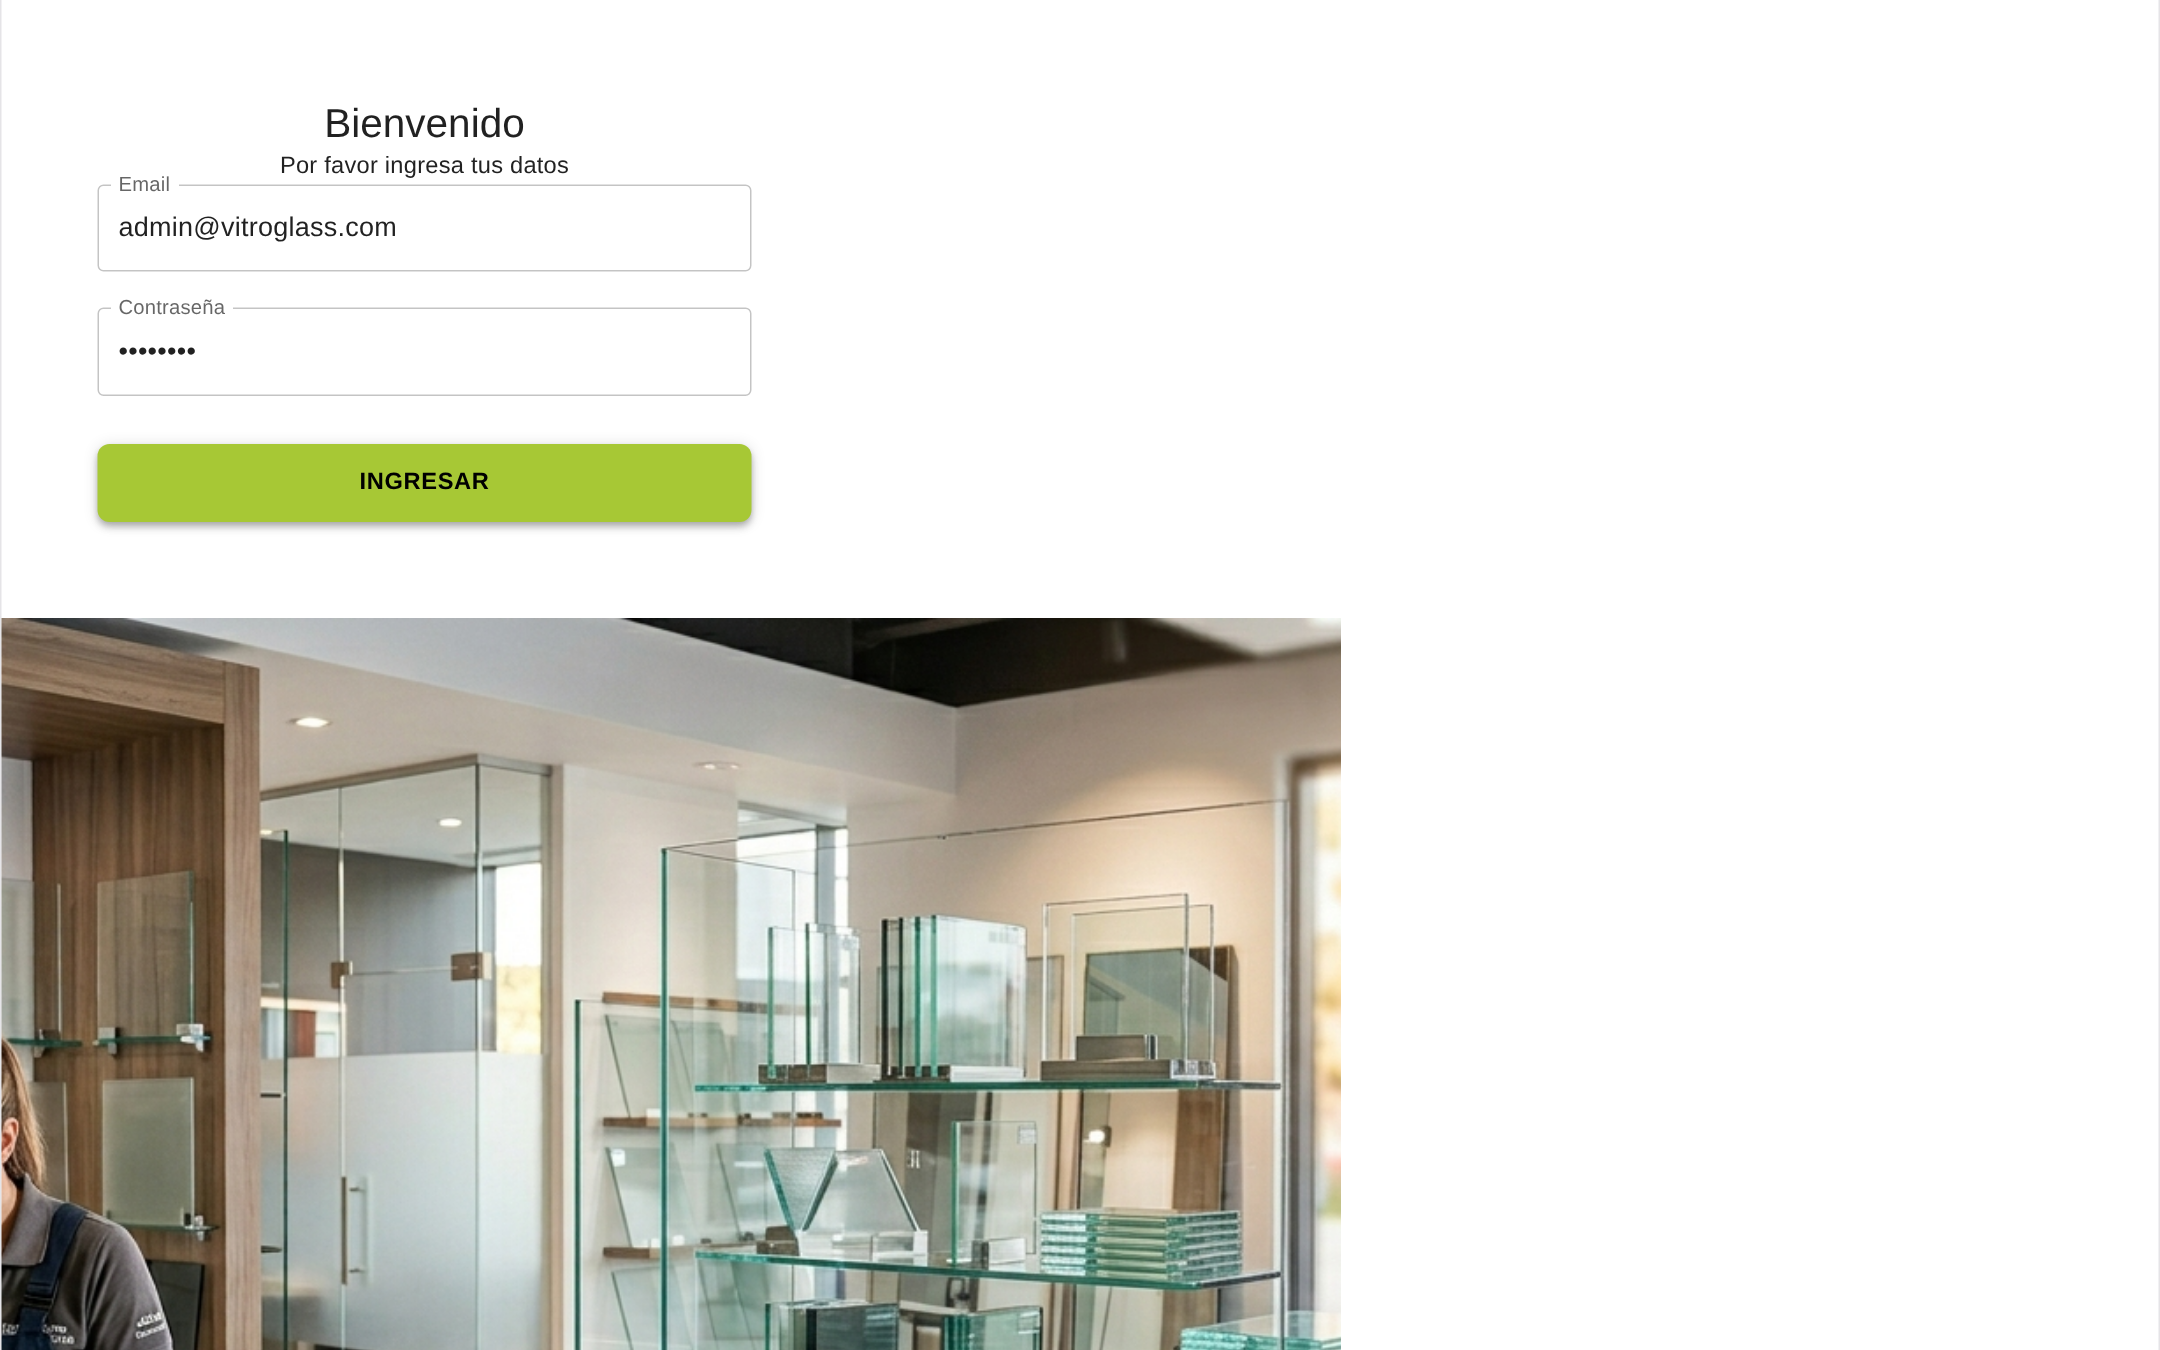 Bienvenido
Por favor ingresa tus datos
Email
admin@vitroglass.com
Contraseña
••••••••
INGRESAR